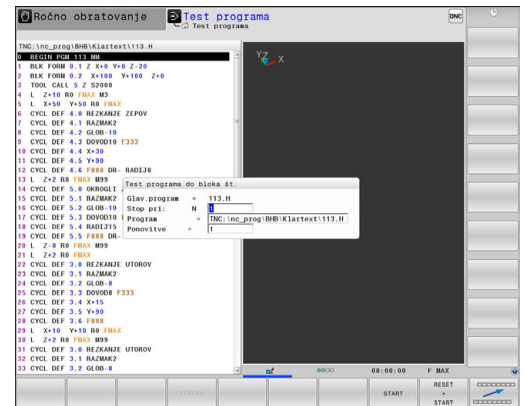 Ročno obratovanje
Test programa
Test programa
DNC
TNC:\nc_prog\BHB\Klartext\113.H
0 BEGIN PGM 113 MM
1 BLK FORM 0.1 Z X+0 Y+0 Z-20
2 BLK FORM 0.2 X+100 Y+100 Z+0
3 TOOL CALL 5 Z S2000
4 L Z+10 R0 FMAX M3
5 L X+50 Y+50 R0 FMAX
6 CYCL DEF 4.0 REZKANJE ZEPOV
7 CYCL DEF 4.1 RAZMAK2
8 CYCL DEF 4.2 GLOB-10
9 CYCL DEF 4.3 DOVOD10 F333
10 CYCL DEF 4.4 X+30
11 CYCL DEF 4.5 Y+90
12 CYCL DEF 4.6 F888 DR- RADIJ8
13 L Z+2 R0 FMAX M99
14 CYCL DEF 5.0 OKROGLI
15 CYCL DEF 5.1 RAZMAK2
16 CYCL DEF 5.2 GLOB-10
17 CYCL DEF 5.3 DOVOD10
18 CYCL DEF 5.4 RADIJ15
19 CYCL DEF 5.5 F888 DR-
20 L Z-8 R0 FMAX M99
21 L Z+2 R0 FMAX
22 CYCL DEF 3.0 REZKANJE UTOROV
23 CYCL DEF 3.1 RAZMAK2
24 CYCL DEF 3.2 GLOB-8
25 CYCL DEF 3.3 DOVOD8 F333
26 CYCL DEF 3.4 X+15
27 CYCL DEF 3.5 Y+90
28 CYCL DEF 3.6 F888
29 L X+10 Y+10 R0 FMAX
30 L Z+2 R0 FMAX M99
31 CYCL DEF 3.0 REZKANJE UTOROV
32 CYCL DEF 3.1 RAZMAK2
33 CYCL DEF 3.2 GLOB-8
YZ X
Test programa do bloka št.
Glav.program = 113.H
Stop pri: N 1
Program = TNC:\nc_prog\BHB\Klartext\113.H
Ponovitve = 1
00:00:00 F MAX
START
RESET
+
START